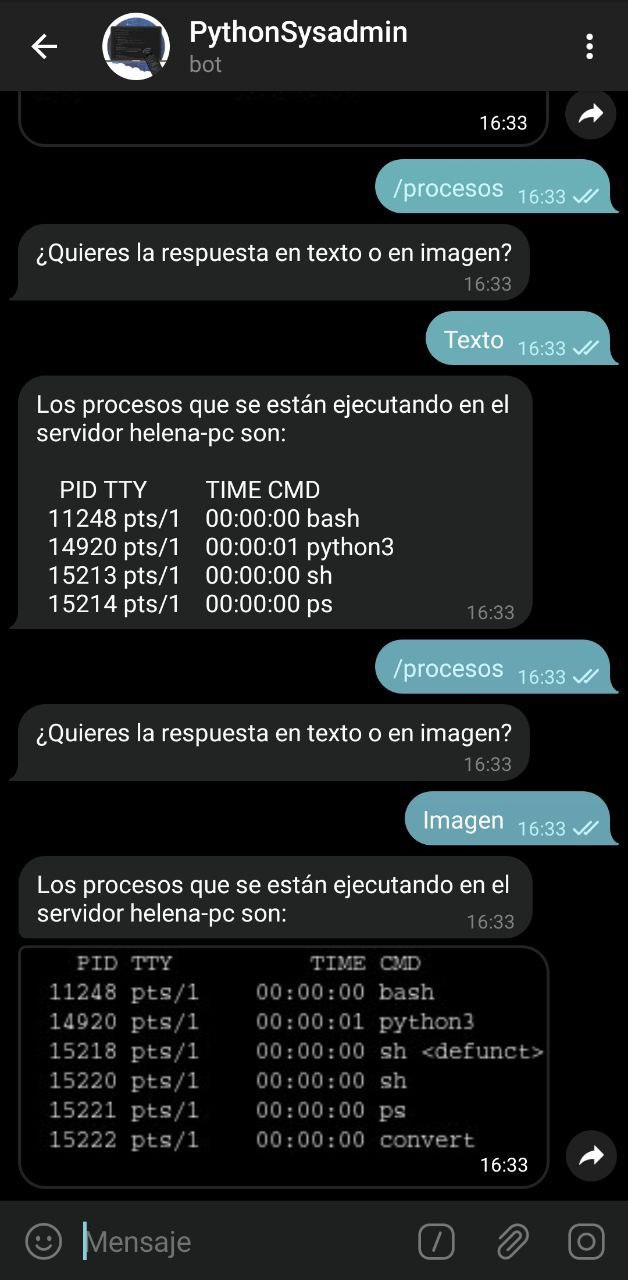 PythonSysadmin
bot
16:33
/procesos 16:33
¿Quieres la respuesta en texto o en imagen?
16:33
Texto 16:33
Los procesos que se están ejecutando en el
servidor helena-pc son:
PID TTY TIME CMD
11248 pts/1 00:00:00 bash
14920 pts/1 00:00:01 python3
15213 pts/1 00:00:00 sh
15214 pts/1 00:00:00 ps
16:33
/procesos 16:33
¿Quieres la respuesta en texto o en imagen?
16:33
Imagen 16:33
Los procesos que se están ejecutando en el
servidor helena-pc son:
16:33
PID TTY TIME CMD
11248 pts/1 00:00:00 bash
14920 pts/1 00:00:01 python3
15218 pts/1 00:00:00 sh <defunct>
15220 pts/1 00:00:00 sh
15221 pts/1 00:00:00 ps
15222 pts/1 00:00:00 convert
16:33
Mensaje